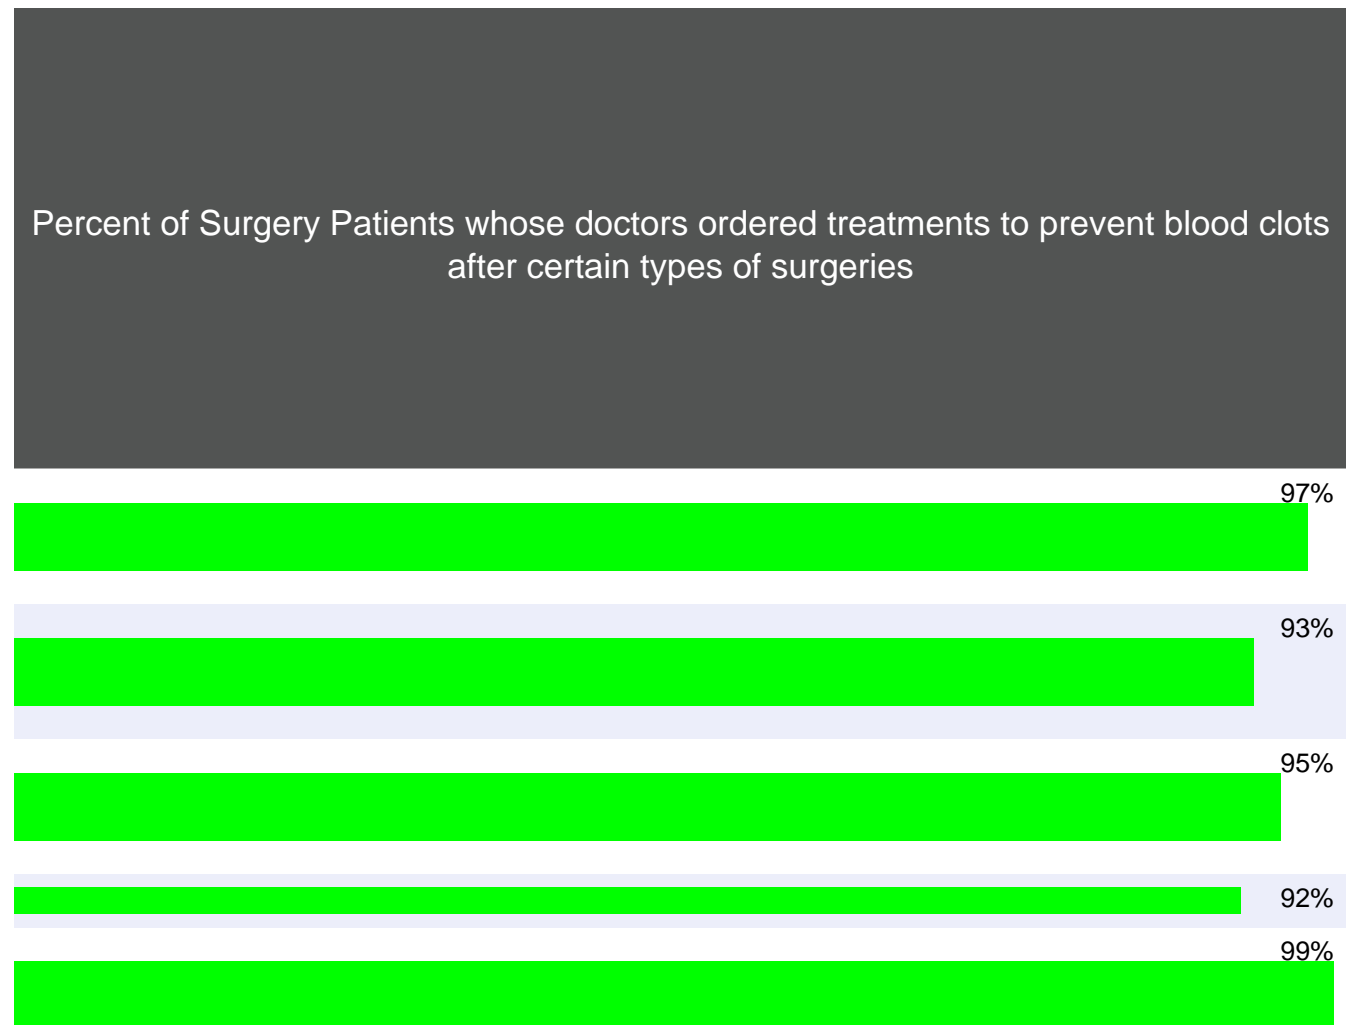 Percent of Surgery Patients whose doctors ordered treatments to prevent blood clots
after certain types of surgeries
97%
93%
95%
92%
99%